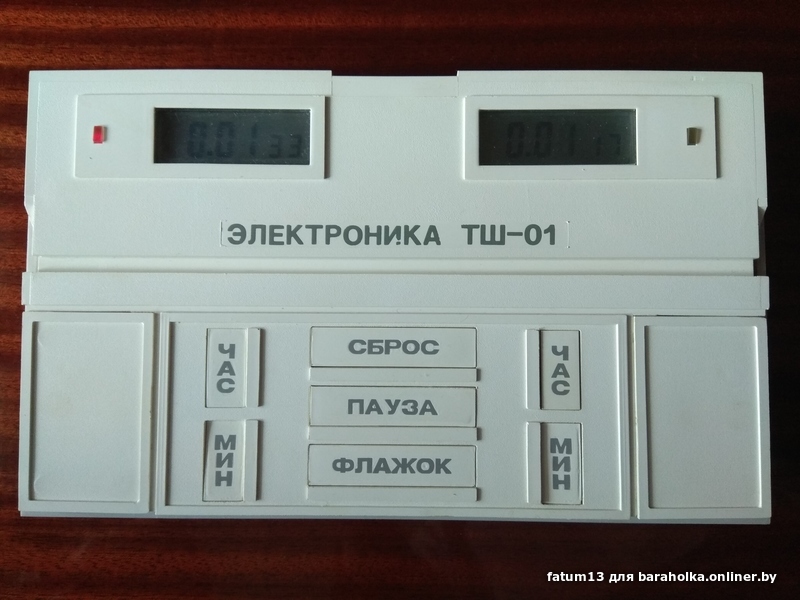 0.01 33
0.01 17
ЭЛЕКТРОНИКА ТШ-01
ЧАС
СБРОС
ЧАС
ПАУЗА
МИН
ФЛАЖОК
МИН
fatum13 для baraholka.onliner.by